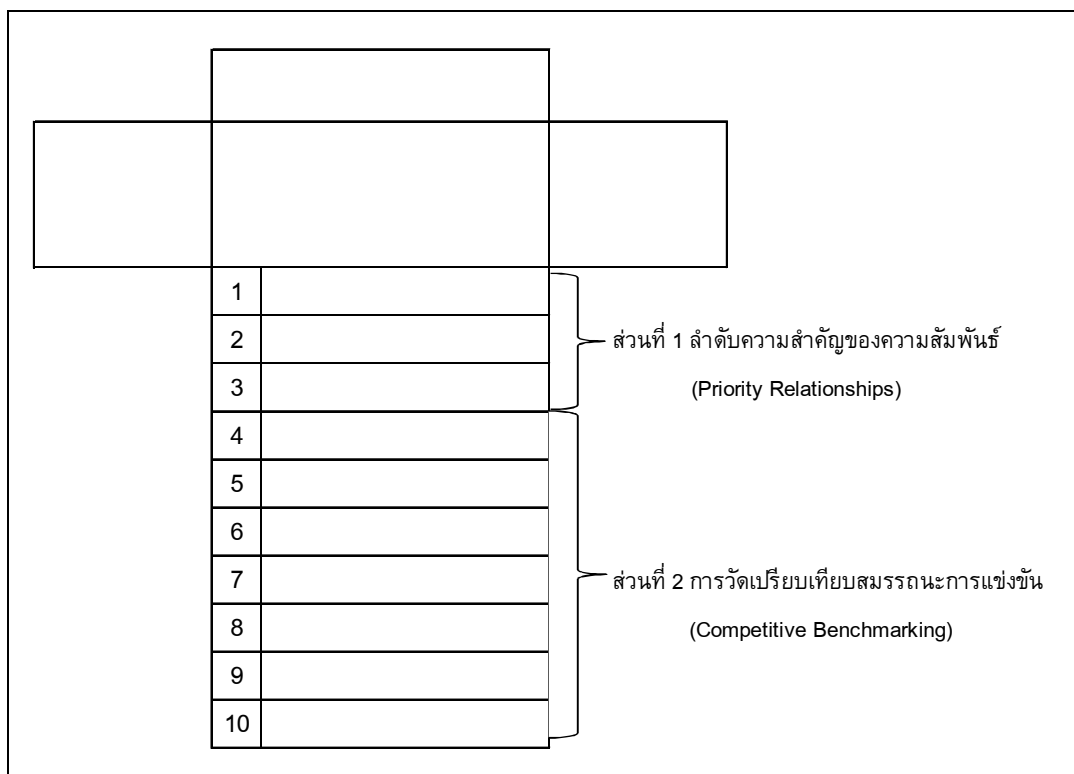 1
2
ส่วนที่ 1 ลำดับความสำคัญของความสัมพันธ์
3
(Priority Relationships)
4
5
6
7
ส่วนที่ 2 การวัดเปรียบเทียบสมรรถนะการแข่งขัน
8
(Competitive Benchmarking)
9
10